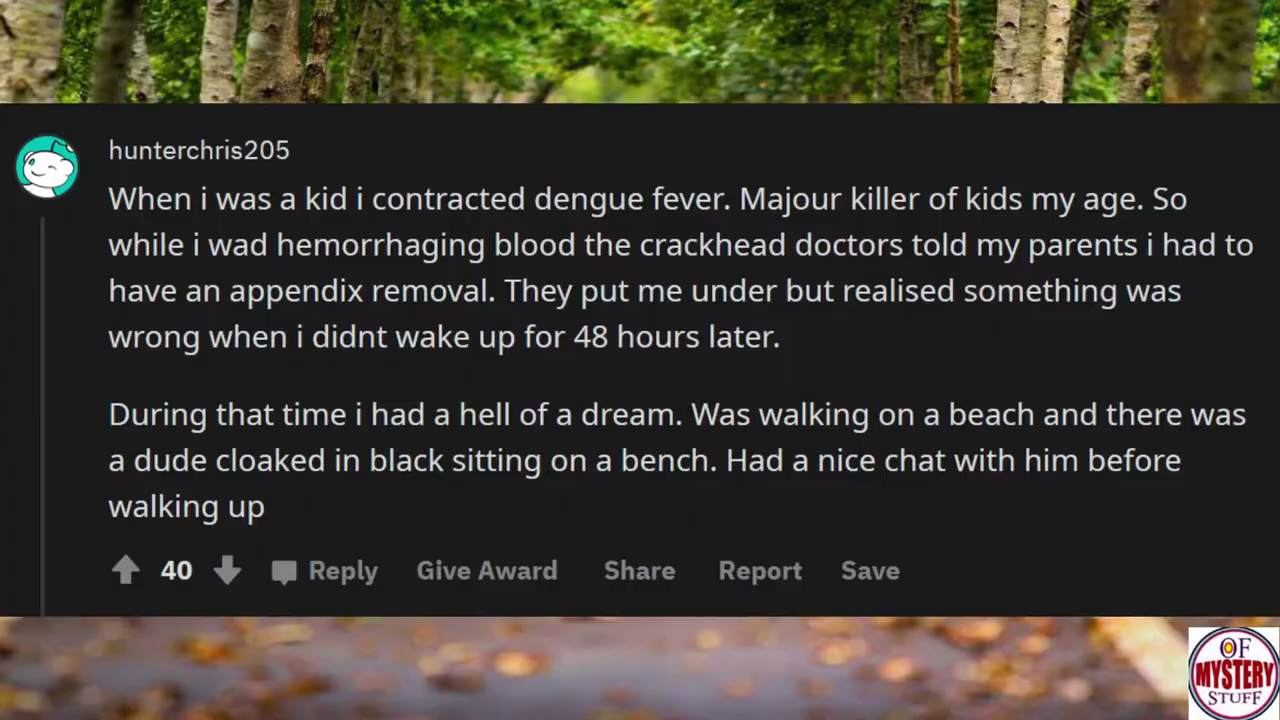 hunterchris205
When i was a kid i contracted dengue fever. Majour killer of kids my age. So
while i wad hemorrhaging blood the crackhead doctors told my parents i had to
have an appendix removal. They put me under but realised something was
wrong when i didnt wake up for 48 hours later.
During that time i had a hell of a dream. Was walking on a beach and there was
a dude cloaked in black sitting on a bench. Had a nice chat with him before
walking up
40 Reply Give Award Share Report Save
OF
MYSTERY
STUFF